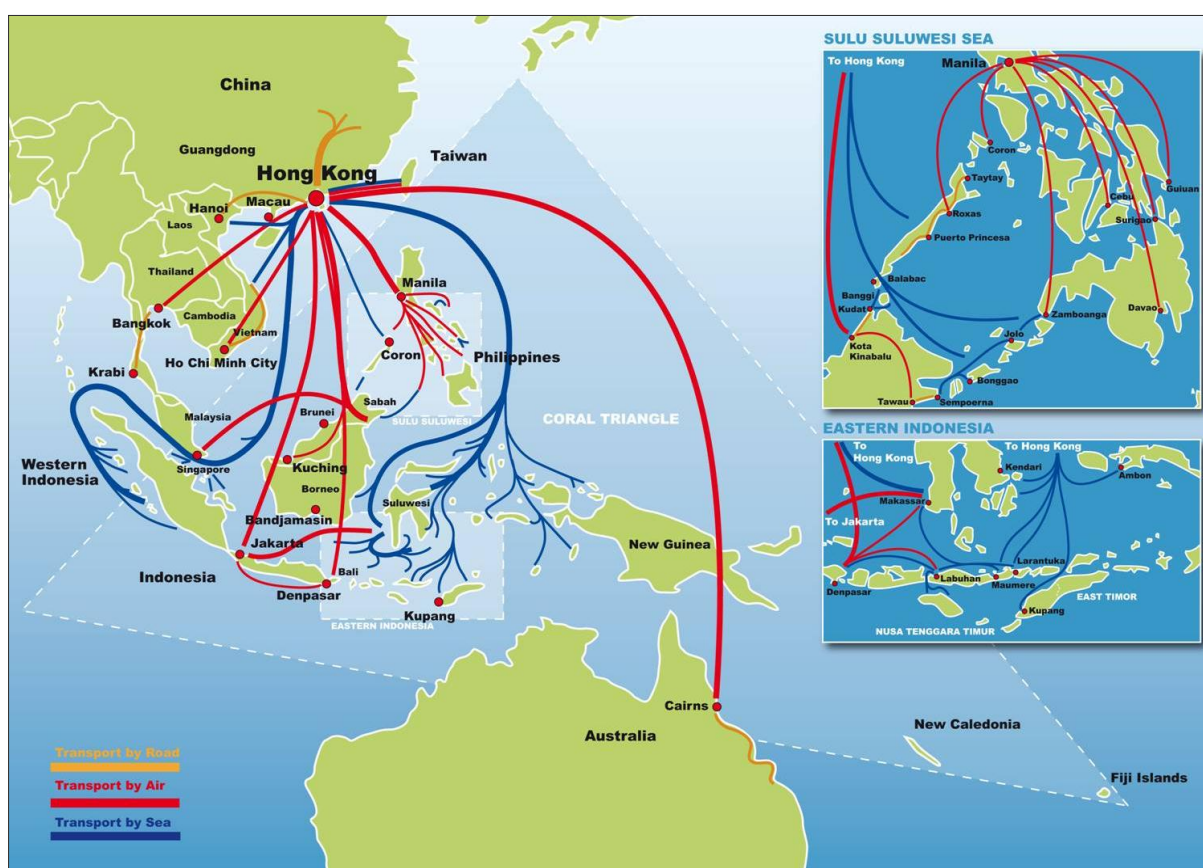 China
Guangdong
Hong Kong
Taiwan
Hanoi
Macau
Laos
Thailand
Manila
Bangkok
Cambodia
Vietnam
Ho Chi Minh City
Coron
Philippines
Krabi
Sabah
Malaysia
Brunei
SULU SULUWESI
CORAL TRIANGLE
Western
Indonesia
Singapore
Kuching
Borneo
Suluwesi
Bandjamasin
Jakarta
New Guinea
Indonesia
Bali
Denpasar
Kupang
EASTERN INDONESIA
Cairns
Australia
New Caledonia
Fiji Islands
Transport by Road
Transport by Air
Transport by Sea
SULU SULUWESI SEA
To Hong Kong
Manila
Coron
Taytay
Cebu
Guiuan
Roxas
Surigao
Puerto Princesa
Balabac
Banggi
Kudat
Zamboanga
Davao
Jolo
Kota
Kinabalu
Bonggao
Tawau
Sempoerna
EASTERN INDONESIA
To
Hong Kong
To Hong Kong
Kendari
Ambon
Makassar
To Jakarta
Larantuka
Labuhan
Denpasar
Maumere
EAST TIMOR
Kupang
NUSA TENGGARA TIMUR